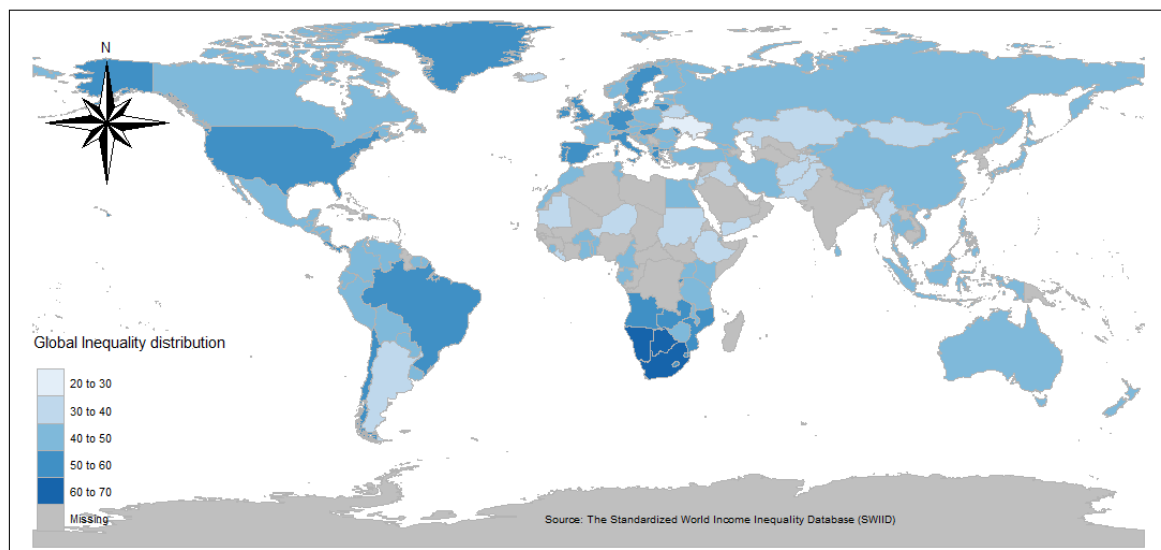 N
Global Inequality distribution
20 to 30
30 to 40
40 to 50
50 to 60
60 to 70
Missing
Source: The Standardized World Income Inequality Database (SWIID)